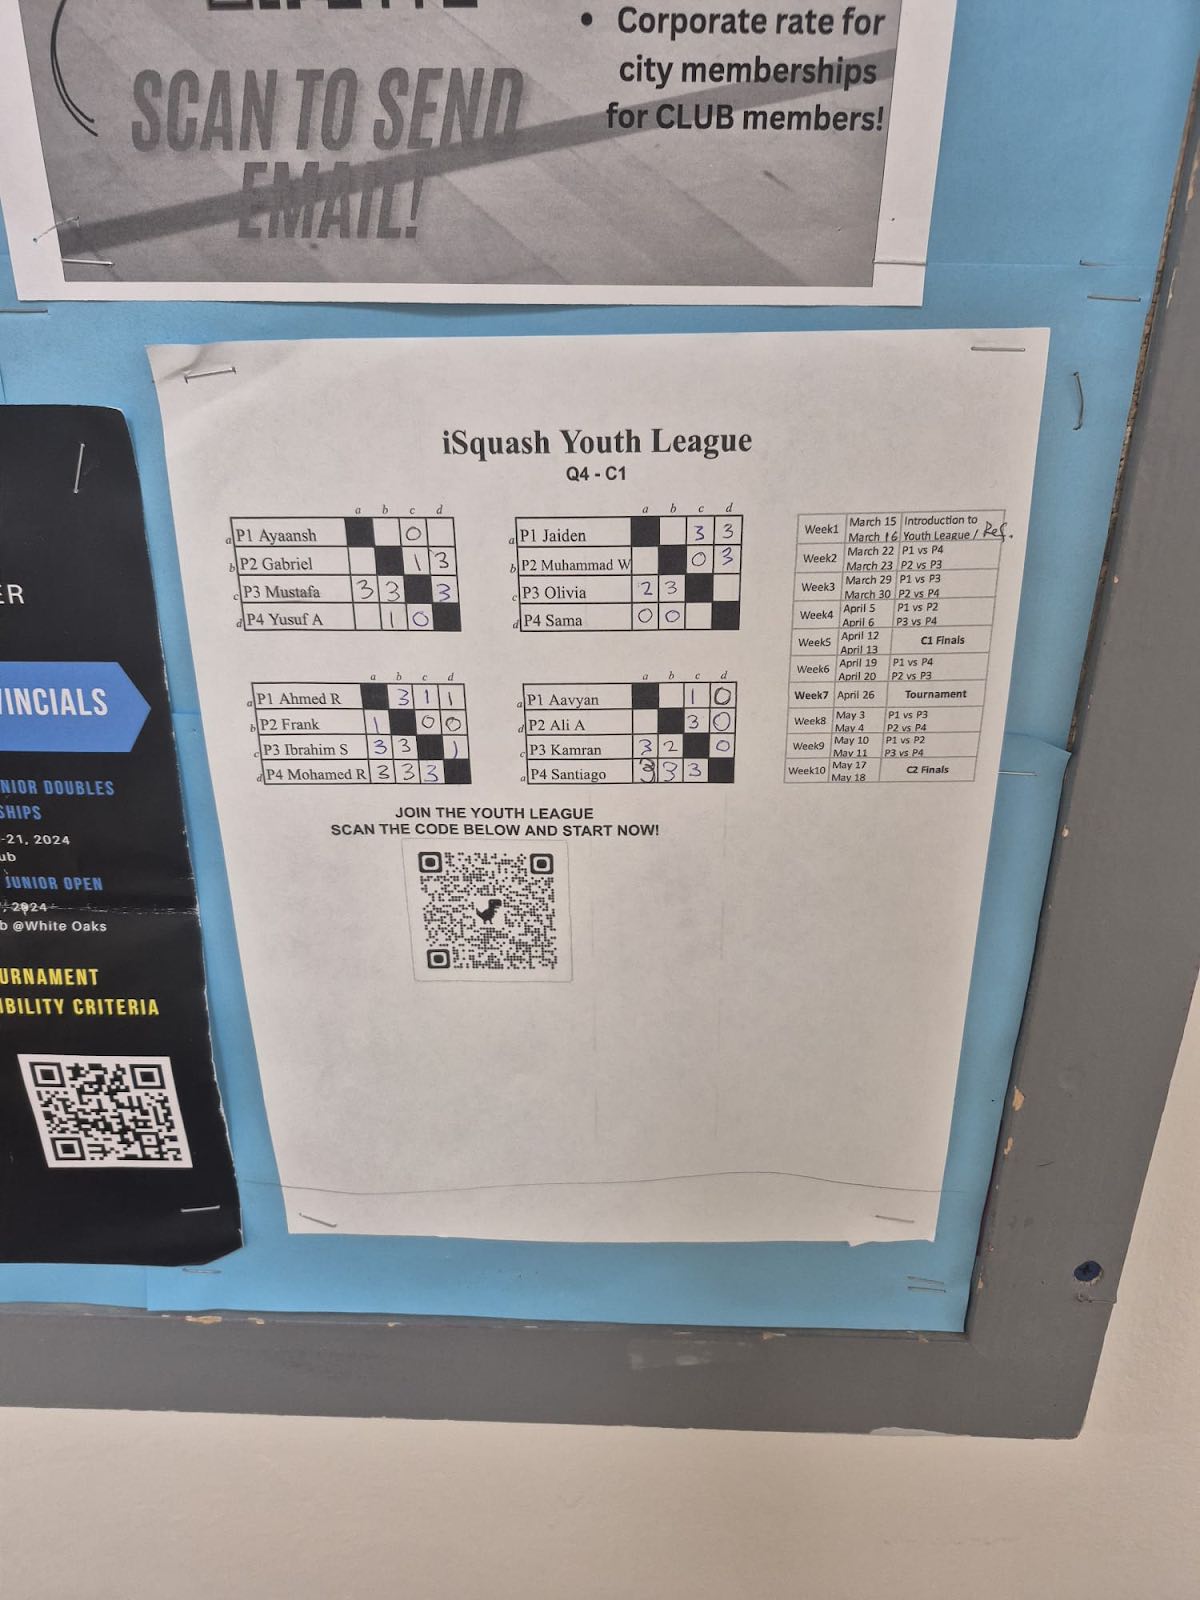 SCAN TO SEND
EMAIL!
• Corporate rate for
city memberships
for CLUB members!
ER
VINCIALS
NIOR DOUBLES
SHIPS
-21, 2024
ub
JUNIOR OPEN
, 2024
b @White Oaks
URNAMENT
IBILITY CRITERIA
iSquash Youth League
Q4 - C1
a b c d
a P1 Ayaansh 0
b P2 Gabriel 1 3
c P3 Mustafa 3 3 3
d P4 Yusuf A 1 0
a b c d
a P1 Jaiden 3 3
b P2 Muhammad W 0 3
c P3 Olivia 2 3
d P4 Sama 0 0
a b c d
a P1 Ahmed R 3 1 1
b P2 Frank 1 0 0
c P3 Ibrahim S 3 3 1
d P4 Mohamed R 3 3 3
a b c d
a P1 Aavyan 1 0
d P2 Ali A 3 0
c P3 Kamran 3 2 0
a P4 Santiago 3 3 3
Week1 March 15 Introduction to
March 16 Youth League / Ref.
Week2 March 22 P1 vs P4
March 23 P2 vs P3
Week3 March 29 P1 vs P3
March 30 P2 vs P4
Week4 April 5 P1 vs P2
April 6 P3 vs P4
Week5 April 12 C1 Finals
April 13
Week6 April 19 P1 vs P4
April 20 P2 vs P3
Week7 April 26 Tournament
Week8 May 3 P1 vs P3
May 4 P2 vs P4
Week9 May 10 P1 vs P2
May 11 P3 vs P4
Week10 May 17 C2 Finals
May 18
JOIN THE YOUTH LEAGUE
SCAN THE CODE BELOW AND START NOW!